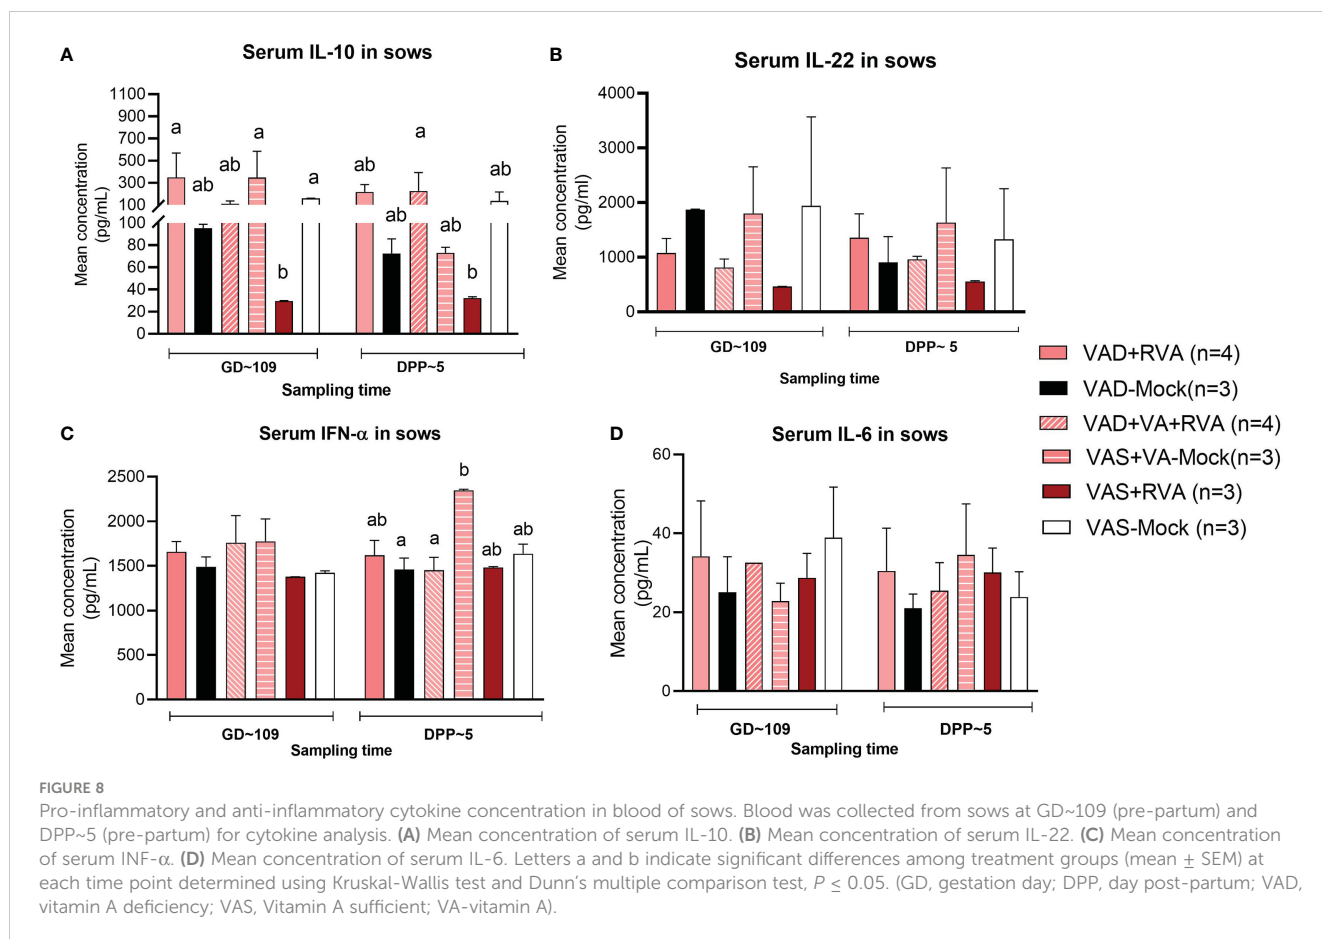 A
Serum IL-10 in sows
Mean concentration
(pg/mL)
1100
900
700
500
300
100
100
80
60
40
20
0
a
ab
ab
a
b
a
ab
ab
a
ab
b
ab
GD~109
DPP~5
Sampling time
B
Serum IL-22 in sows
Mean concentration
(pg/ml)
4000
3000
2000
1000
0
GD~109
DPP~ 5
Sampling time
VAD+RVA (n=4)
VAD-Mock(n=3)
VAD+VA+RVA (n=4)
VAS+VA-Mock(n=3)
VAS+RVA (n=3)
VAS-Mock (n=3)
C
Serum IFN-α in sows
Mean concentration
(pg/mL)
2500
2000
1500
1000
500
0
ab
a
a
b
ab
ab
GD~109
DPP~5
Sampling time
D
Serum IL-6 in sows
Mean concentration
(pg/mL)
60
40
20
0
GD~109
DPP~5
Sampling time
FIGURE 8
Pro-inflammatory and anti-inflammatory cytokine concentration in blood of sows. Blood was collected from sows at GD~109 (pre-partum) and
DPP~5 (pre-partum) for cytokine analysis. (A) Mean concentration of serum IL-10. (B) Mean concentration of serum IL-22. (C) Mean concentration
of serum INF-α. (D) Mean concentration of serum IL-6. Letters a and b indicate significant differences among treatment groups (mean ± SEM) at
each time point determined using Kruskal-Wallis test and Dunn's multiple comparison test, P ≤ 0.05. (GD, gestation day; DPP, day post-partum; VAD,
vitamin A deficiency; VAS, Vitamin A sufficient; VA-vitamin A).